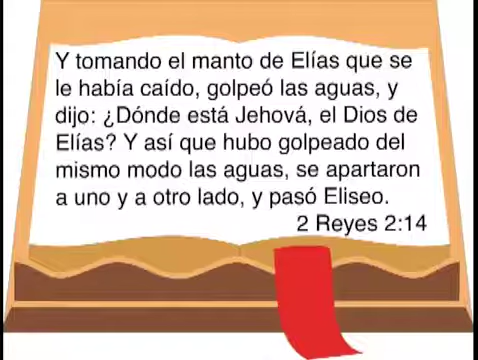 Y tomando el manto de Elías que se
le había caído, golpeó las aguas, y
dijo: ¿Dónde está Jehová, el Dios de
Elías? Y así que hubo golpeado del
mismo modo las aguas, se apartaron
a uno y a otro lado, y pasó Eliseo.
2 Reyes 2:14